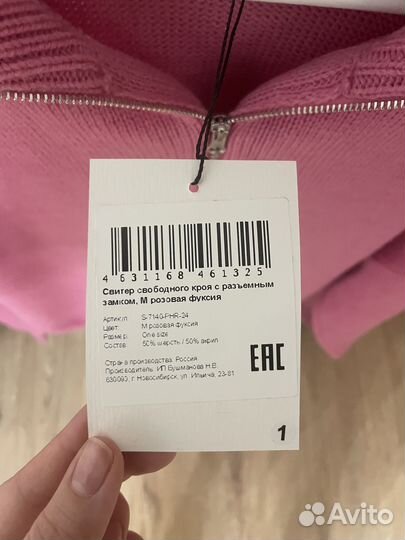 4 631168 461325
Свитер свободного кроя с разъемным
замком, М розовая фуксия
Артикул: S-7140-PHR-24
Цвет: М розовая фуксия
Размер: One size
Состав: 50% шерсть / 50% акрил
Страна производства: Россия
Производитель: ИП Бушманова Н.В.
630090, г. Новосибирск, ул. Ильича, 23-81
EAC
1
Avito